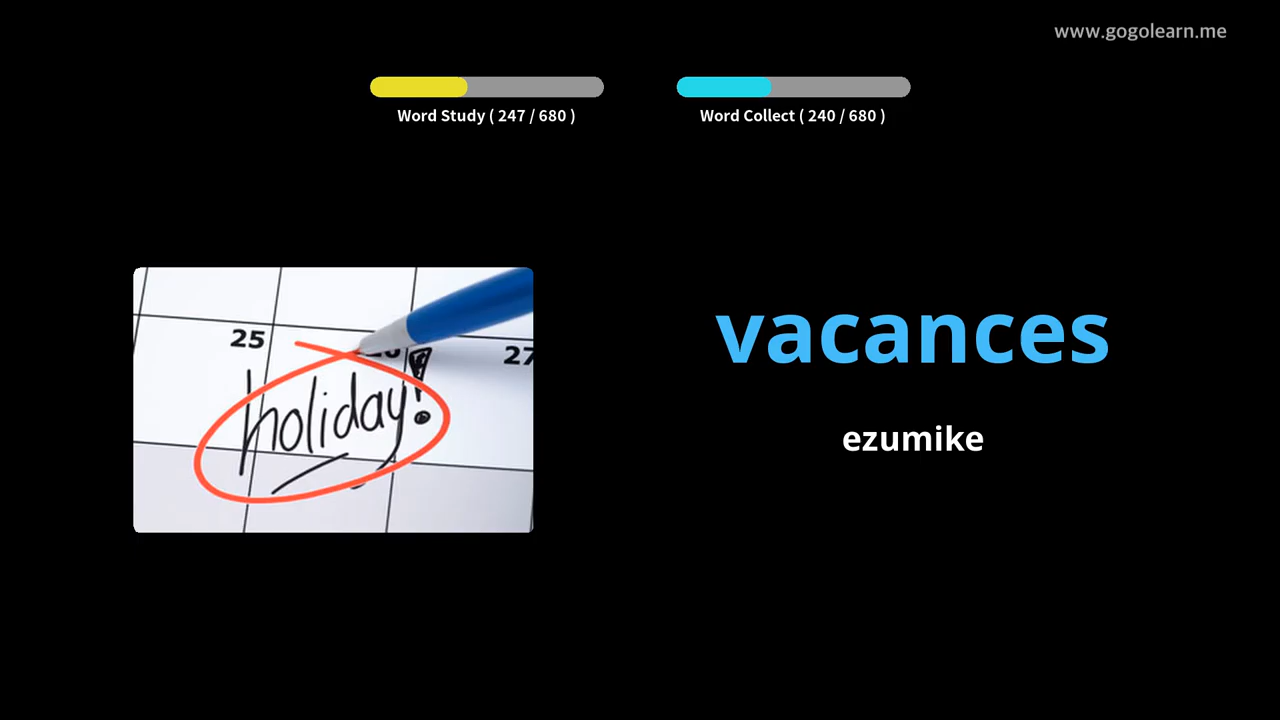 www.gogolearn.me
Word Study ( 247 / 680 )
Word Collect ( 240 / 680 )
25
27
holiday!
vacances
ezumike